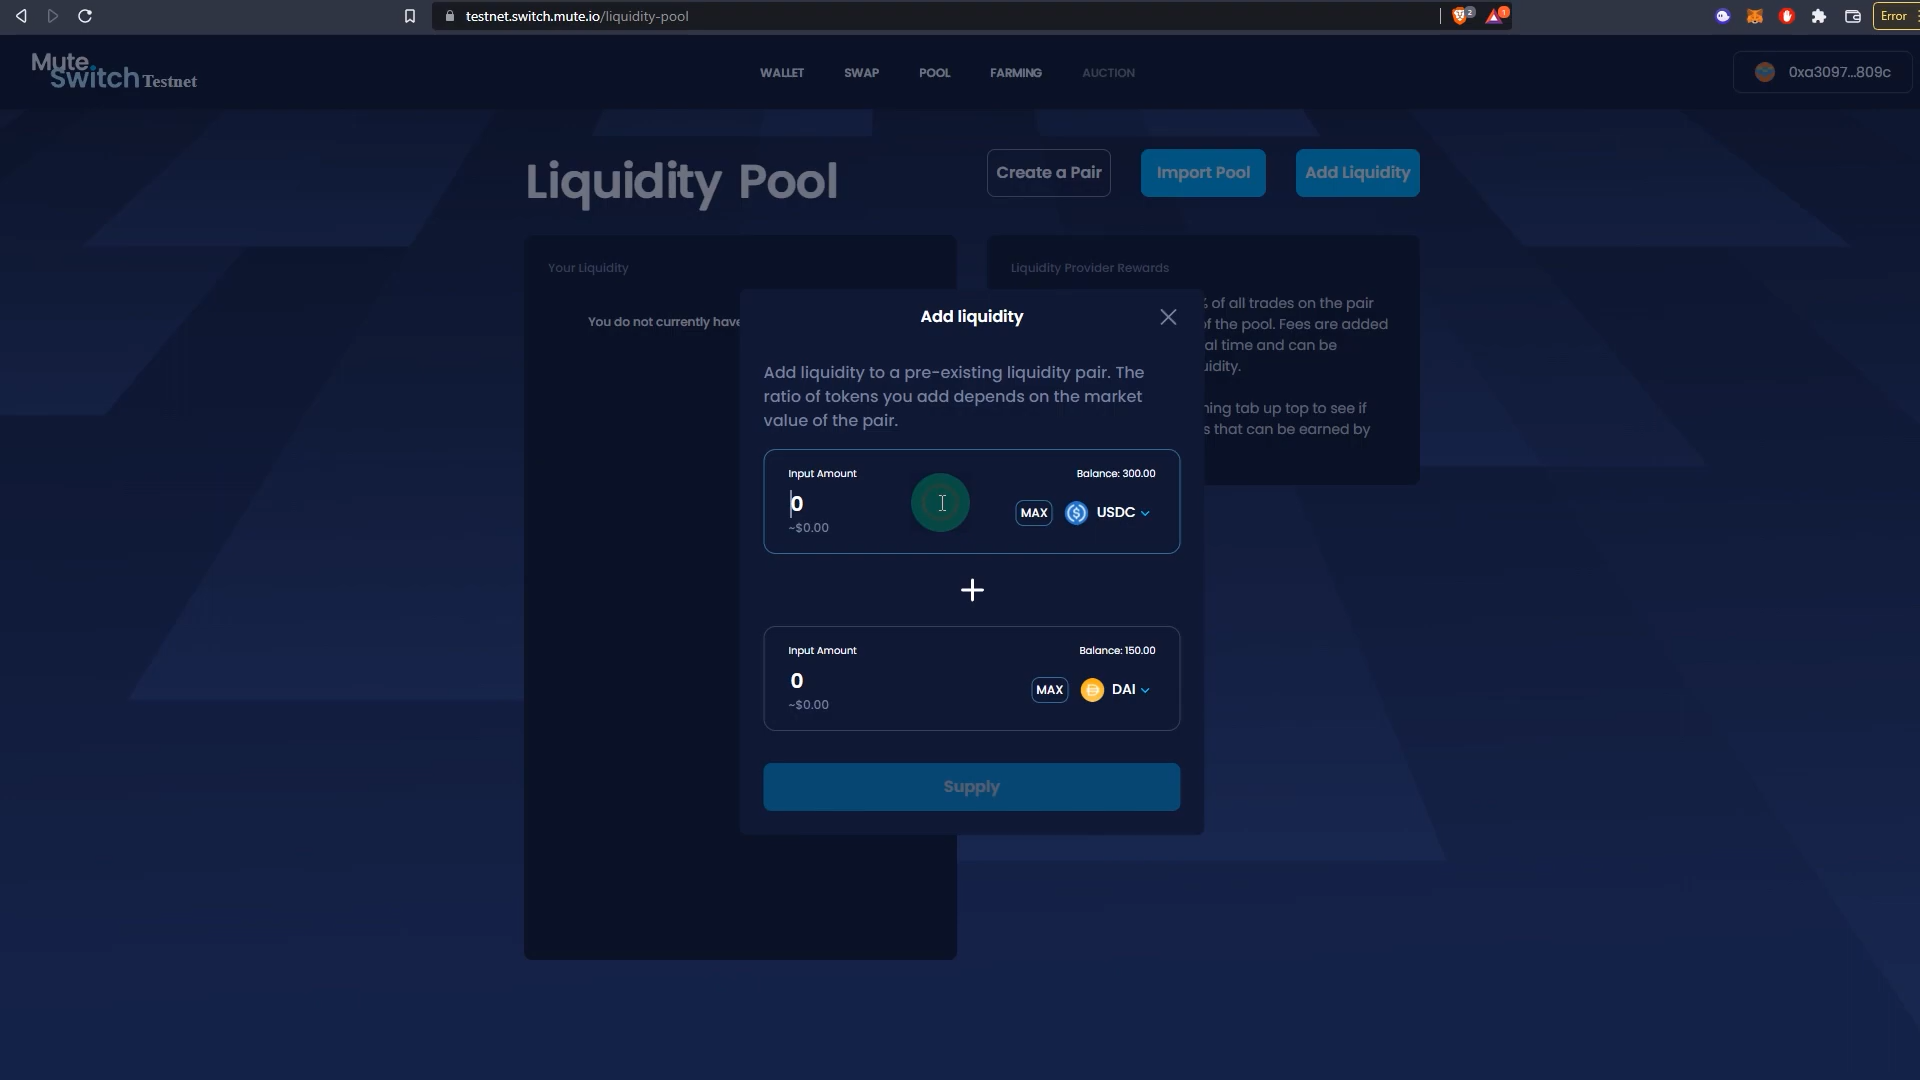 testnet.switch.mute.io/liquidity-pool
2
1
Error
Mute
Switch Testnet
WALLET
SWAP
POOL
FARMING
AUCTION
0xa3097...809c
Liquidity Pool
Create a Pair
Import Pool
Add Liquidity
Your Liquidity
You do not currently have
Liquidity Provider Rewards
% of all trades on the pair
of the pool. Fees are added
al time and can be
uidity.
ning tab up top to see if
s that can be earned by
Add liquidity
Add liquidity to a pre-existing liquidity pair. The
ratio of tokens you add depends on the market
value of the pair.
Input Amount
Balance: 300.00
0
MAX
USDC
~$0.00
+
Input Amount
Balance: 150.00
0
MAX
DAI
~$0.00
Supply